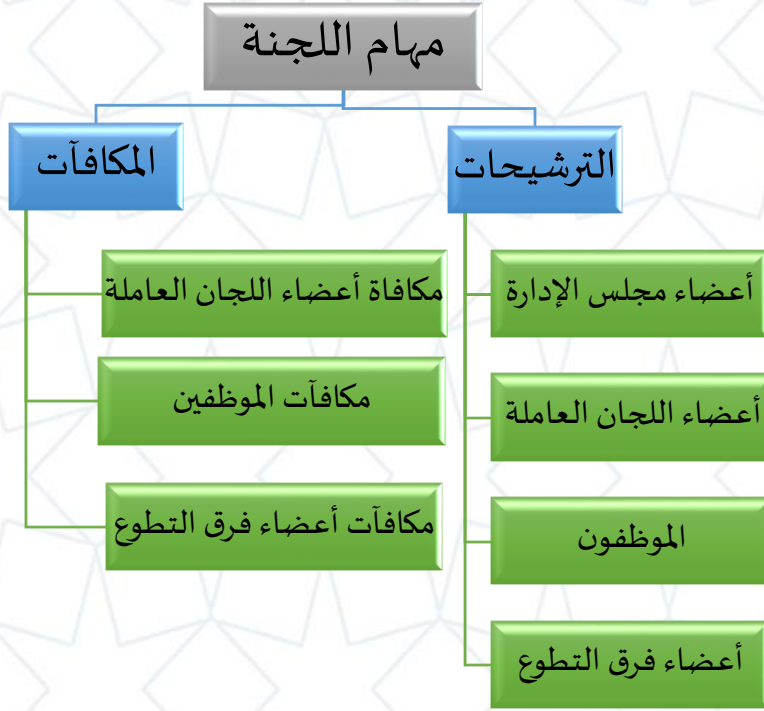 مهام اللجنة
الترشيحات
أعضاء مجلس الإدارة
أعضاء اللجان العاملة
الموظفون
أعضاء فرق التطوع
المكافآت
مكافاة أعضاء اللجان العاملة
مكافآت الموظفين
مكافآت أعضاء فرق التطوع